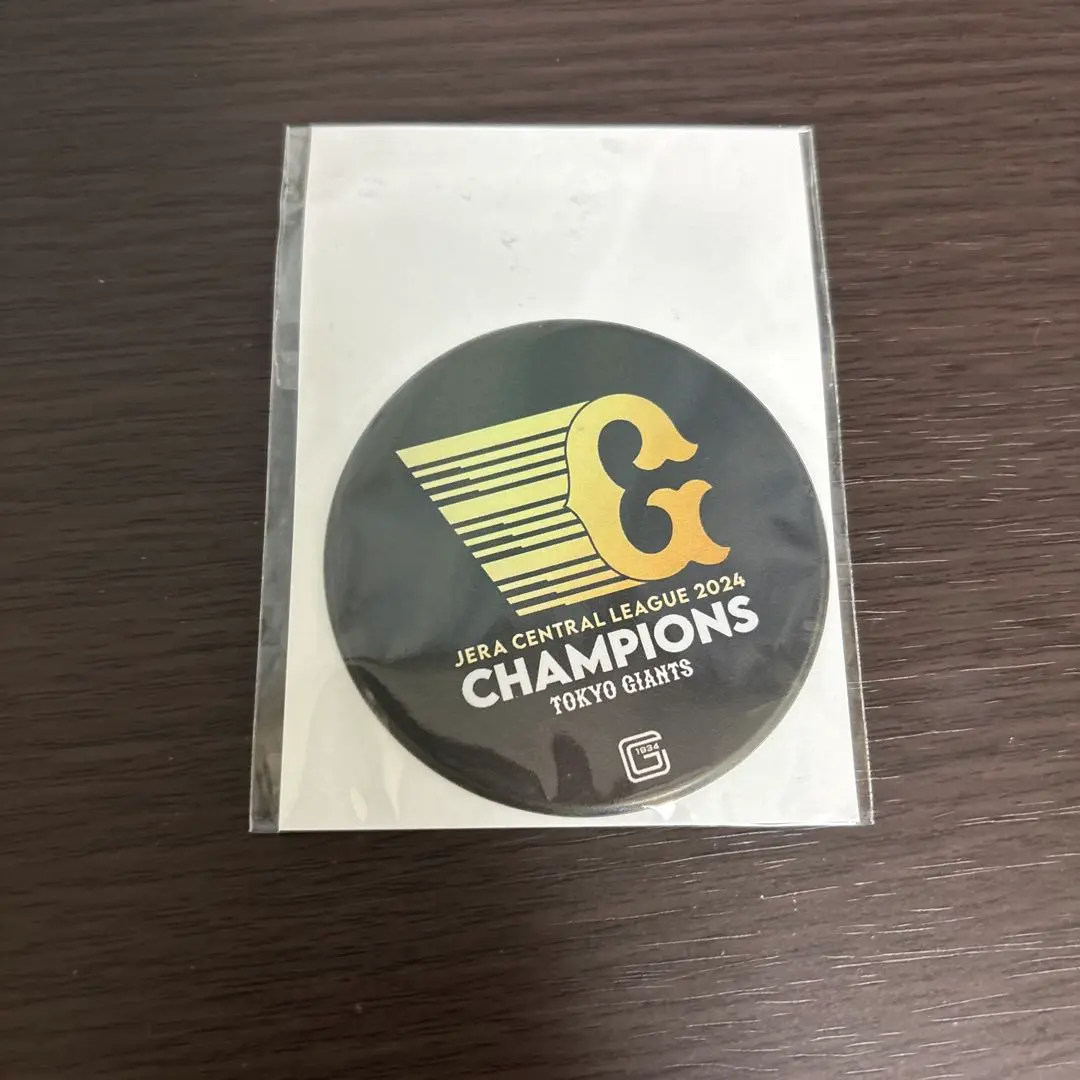 G
JERA CENTRAL LEAGUE 2024
CHAMPIONS
TOKYO GIANTS
G 1934